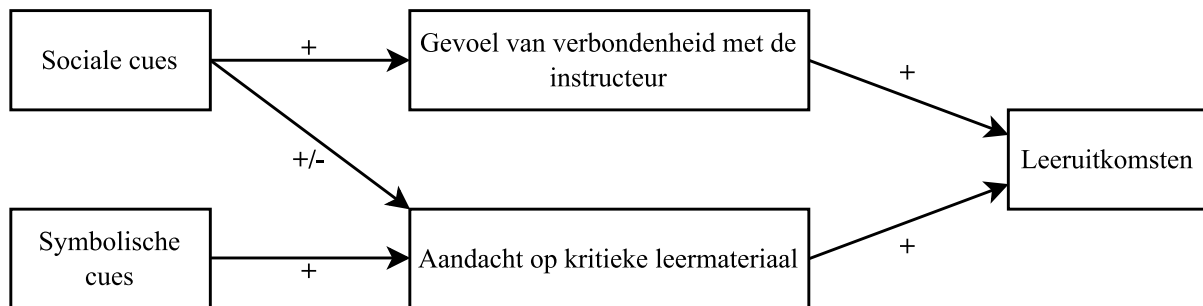 Sociale cues
+
Gevoel van verbondenheid met de
instructeur
+
+/-
Leeruitkomsten
Symbolische
cues
+
Aandacht op kritieke leermateriaal
+